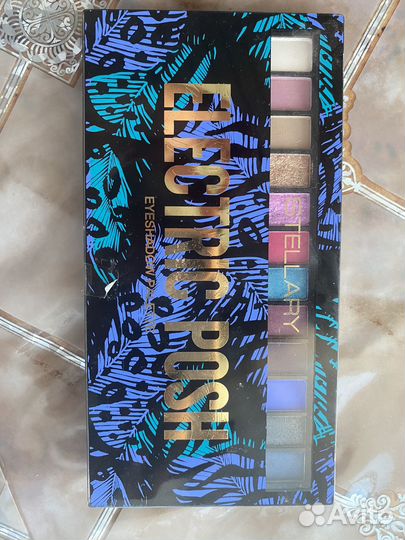 ELECTRIC POSH
EYESHADOW PALETTE
STELLARY
Avito